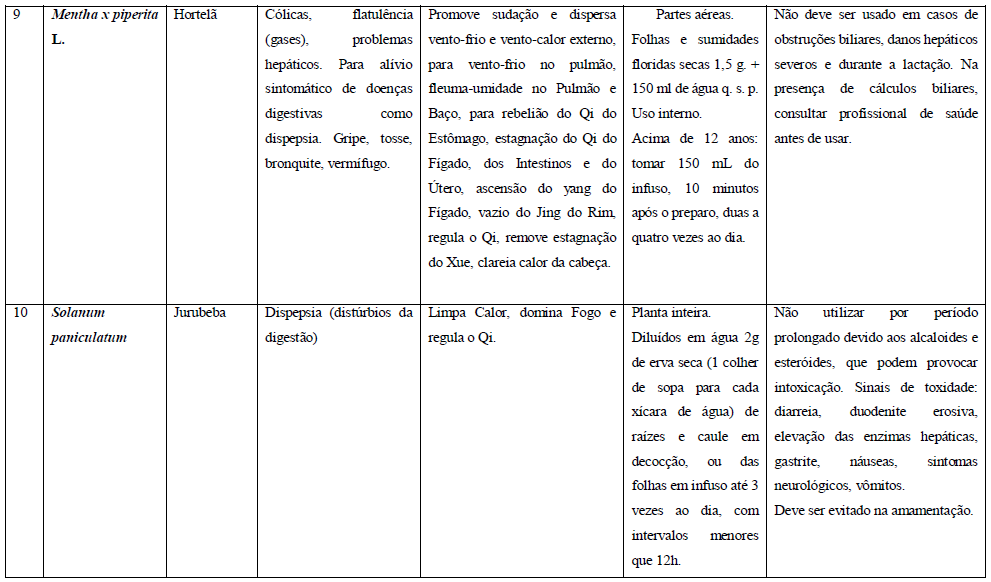 9
Mentha x piperita
L.
Hortelã
Cólicas, flatulência
(gases), problemas
hepáticos. Para alívio
sintomático de doenças
digestivas como
dispepsia. Gripe, tosse,
bronquite, vermífugo.
Promove sudação e dispersa
vento-frio e vento-calor externo,
para vento-frio no pulmão,
fleuma-umidade no Pulmão e
Baço, para rebelião do Qi do
Estômago, estagnação do Qi do
Fígado, dos Intestinos e do
Útero, ascensão do yang do
Fígado, vazio do Jing do Rim,
regula o Qi, remove estagnação
do Xue, clareia calor da cabeça.
Partes aéreas.
Folhas e sumidades
floridas secas 1,5 g. +
150 ml de água q. s. p.
Uso interno.
Acima de 12 anos:
tomar 150 mL do
infuso, 10 minutos
após o preparo, duas a
quatro vezes ao dia.
Não deve ser usado em casos de
obstruções biliares, danos hepáticos
severos e durante a lactação. Na
presença de cálculos biliares,
consultar profissional de saúde
antes de usar.
10
Solanum
paniculatum
Jurubeba
Dispepsia (distúrbios da
digestão)
Limpa Calor, domina Fogo e
regula o Qi.
Planta inteira.
Diluídos em água 2g
de erva seca (1 colher
de sopa para cada
xícara de água) de
raízes e caule em
decocção, ou das
folhas em infuso até 3
vezes ao dia, com
intervalos menores
que 12h.
Não utilizar por período
prolongado devido aos alcaloides e
esteróides, que podem provocar
intoxicação. Sinais de toxidade:
diarreia, duodenite erosiva,
elevação das enzimas hepáticas,
gastrite, náuseas, sintomas
neurológicos, vômitos.
Deve ser evitado na amamentação.